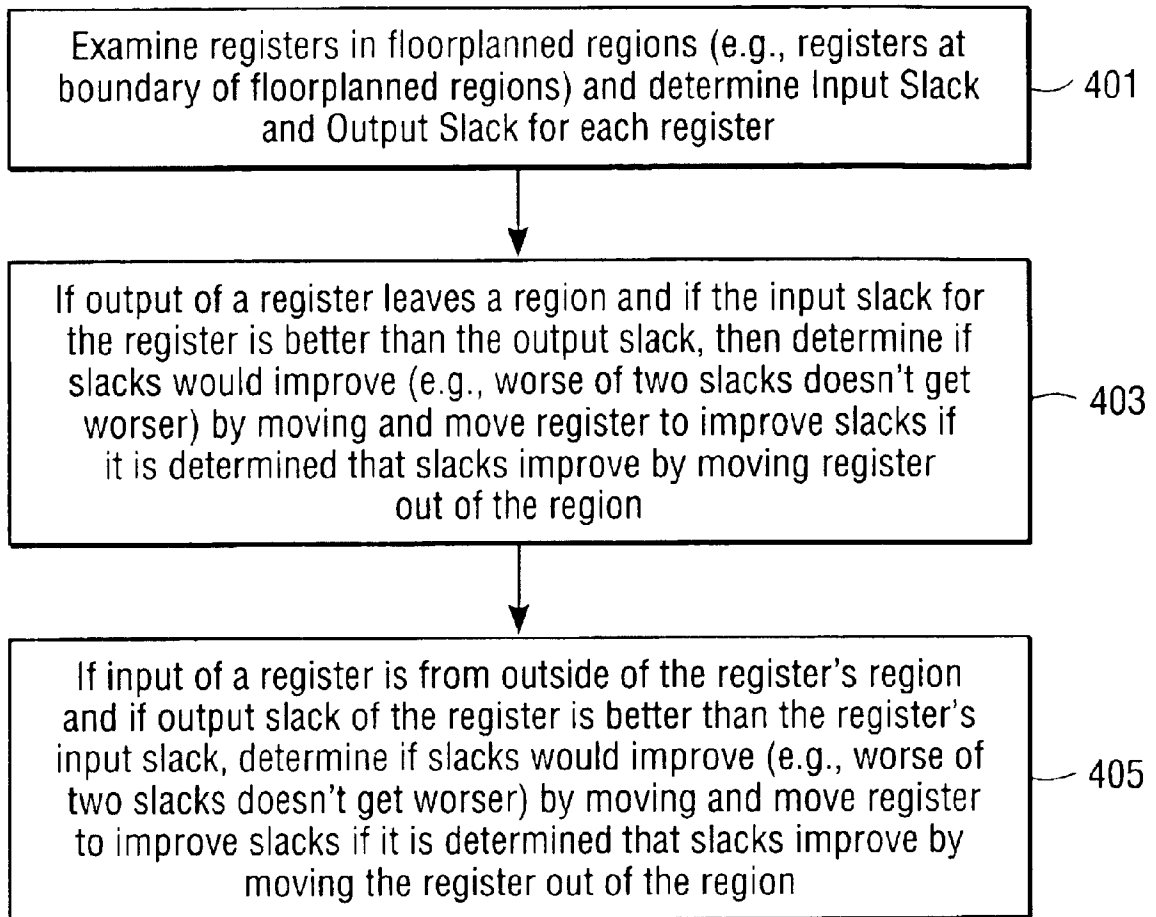 Examine registers in floorplanned regions (e.g., registers at
boundary of floorplanned regions) and determine Input Slack
and Output Slack for each register
401
If output of a register leaves a region and if the input slack for
the register is better than the output slack, then determine if
slacks would improve (e.g., worse of two slacks doesn't get
worser) by moving and move register to improve slacks if
it is determined that slacks improve by moving register
out of the region
403
If input of a register is from outside of the register's region
and if output slack of the register is better than the register's
input slack, determine if slacks would improve (e.g., worse of
two slacks doesn't get worser) by moving and move register
to improve slacks if it is determined that slacks improve by
moving the register out of the region
405